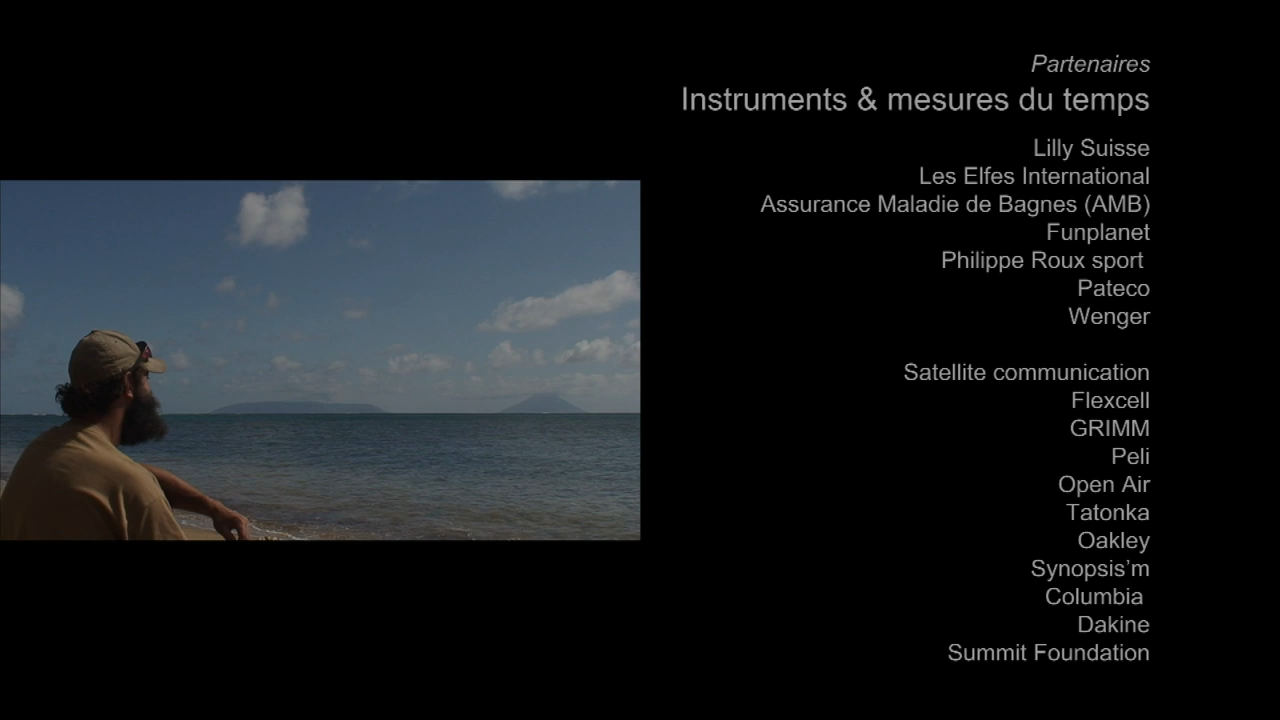 Partenaires
Instruments & mesures du temps
Lilly Suisse
Les Elfes International
Assurance Maladie de Bagnes (AMB)
Funplanet
Philippe Roux sport
Pateco
Wenger
Satellite communication
Flexcell
GRIMM
Peli
Open Air
Tatonka
Oakley
Synopsis’m
Columbia
Dakine
Summit Foundation